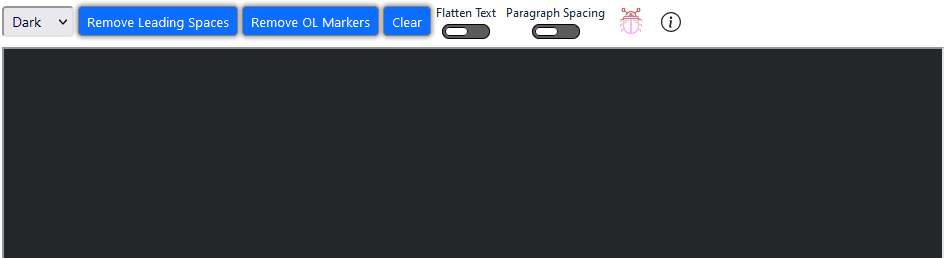 Dark
Remove Leading Spaces
Remove OL Markers
Clear
Flatten Text
Paragraph Spacing
i